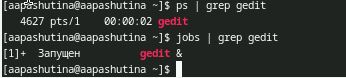 [aapashutina@aapashutina ~]$ ps | grep gedit
4627 pts/1    00:00:02 gedit
[aapashutina@aapashutina ~]$ jobs | grep gedit
[1]+  Запущен         gedit &
[aapashutina@aapashutina ~]$